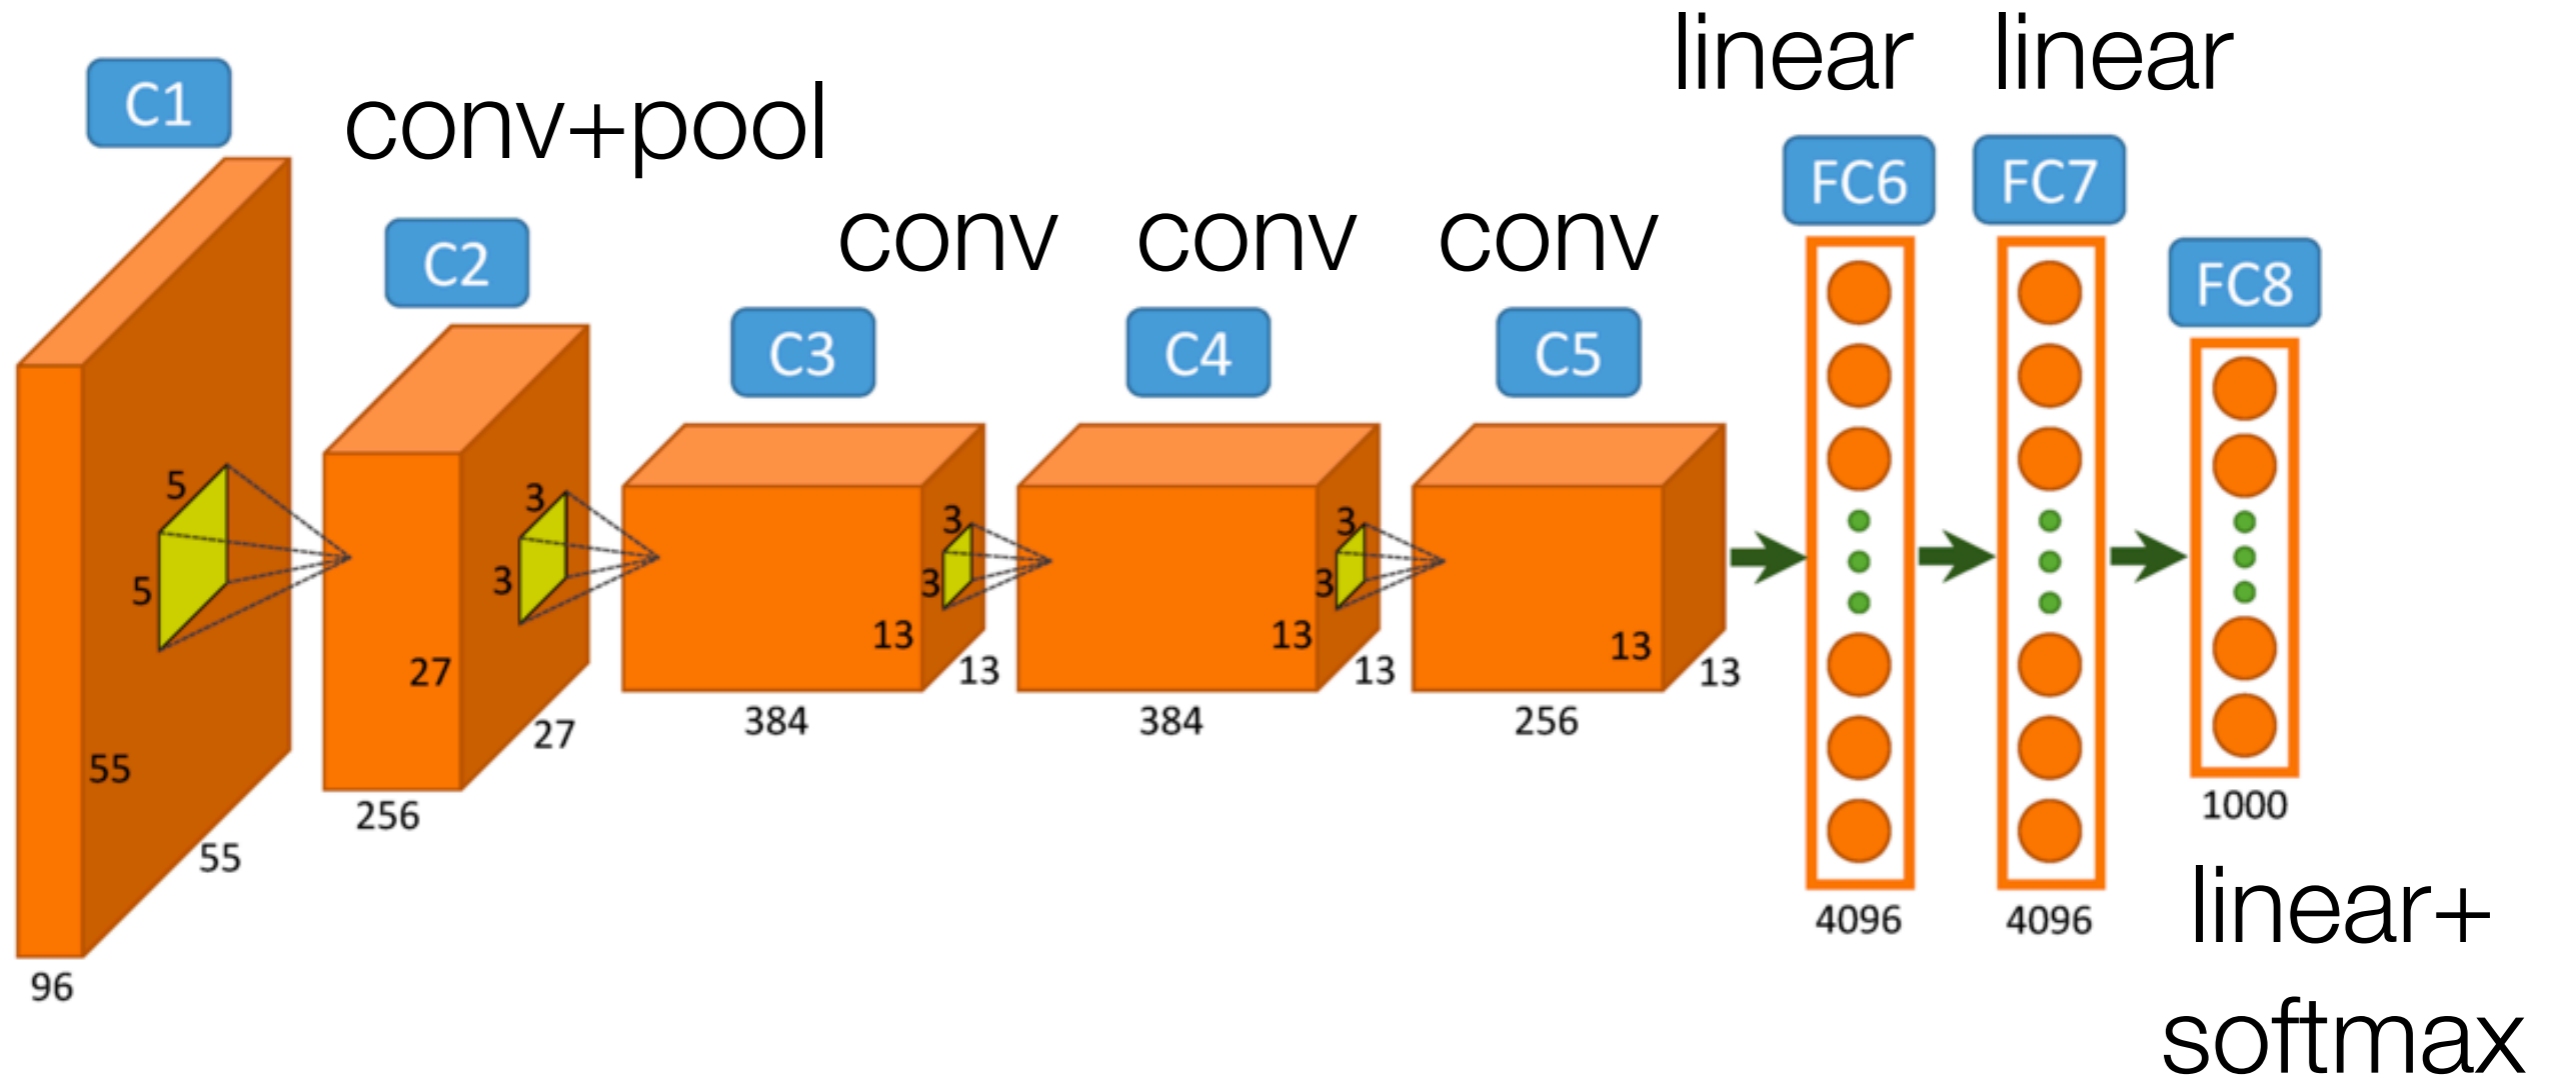 linear linear
C1
conv+pool
FC6
FC7
conv conv conv
C2
FC8
C3
C4
C5
5
5
3
3
3
3
3
3
55
55
96
27
27
256
13
13
384
13
13
384
13
13
256
4096
4096
1000
linear+
softmax